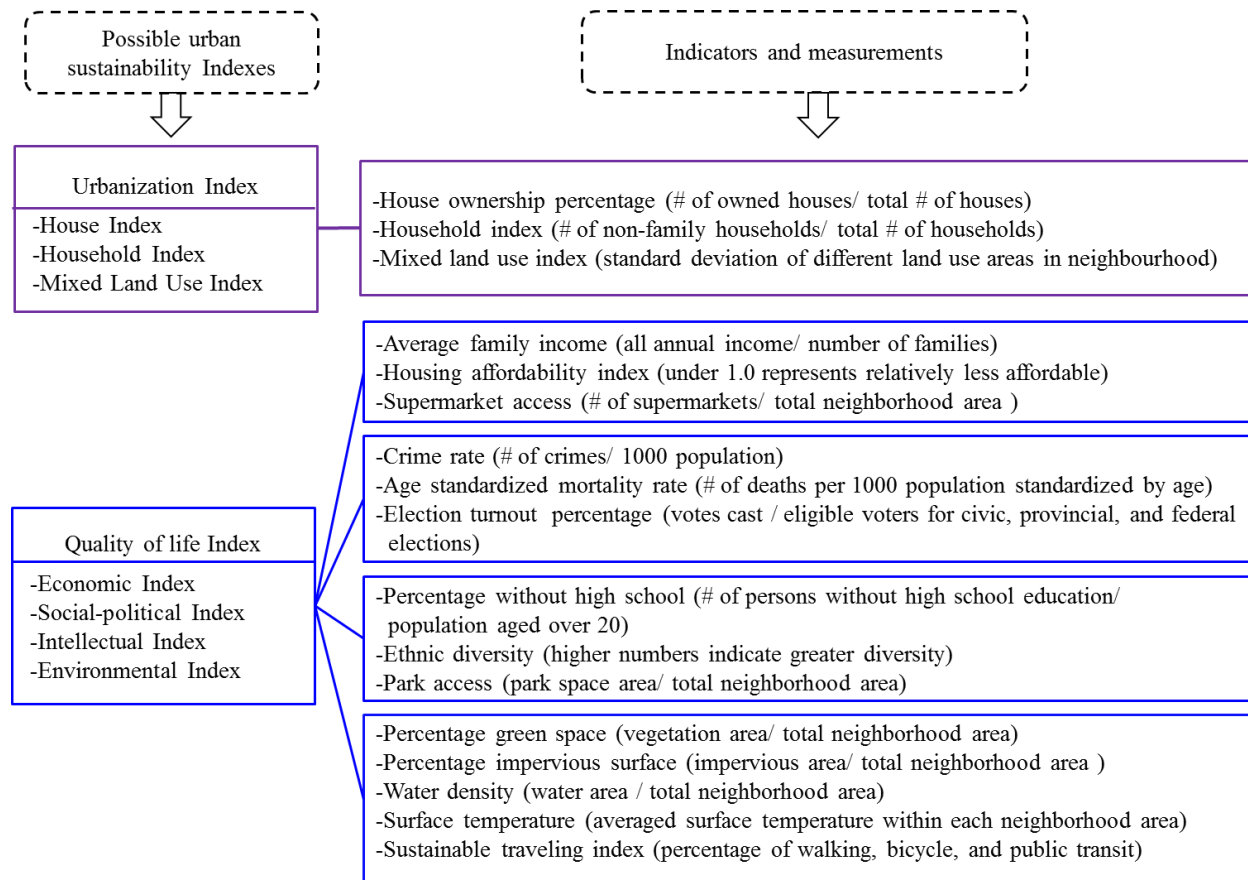 Possible urban
sustainability Indexes
Indicators and measurements
Urbanization Index
-House Index
-Household Index
-Mixed Land Use Index
-House ownership percentage (# of owned houses/ total # of houses)
-Household index (# of non-family households/ total # of households)
-Mixed land use index (standard deviation of different land use areas in neighbourhood)
Quality of life Index
-Economic Index
-Social-political Index
-Intellectual Index
-Environmental Index
-Average family income (all annual income/ number of families)
-Housing affordability index (under 1.0 represents relatively less affordable)
-Supermarket access (# of supermarkets/ total neighborhood area )
-Crime rate (# of crimes/ 1000 population)
-Age standardized mortality rate (# of deaths per 1000 population standardized by age)
-Election turnout percentage (votes cast / eligible voters for civic, provincial, and federal
elections)
-Percentage without high school (# of persons without high school education/
population aged over 20)
-Ethnic diversity (higher numbers indicate greater diversity)
-Park access (park space area/ total neighborhood area)
-Percentage green space (vegetation area/ total neighborhood area)
-Percentage impervious surface (impervious area/ total neighborhood area )
-Water density (water area / total neighborhood area)
-Surface temperature (averaged surface temperature within each neighborhood area)
-Sustainable traveling index (percentage of walking, bicycle, and public transit)